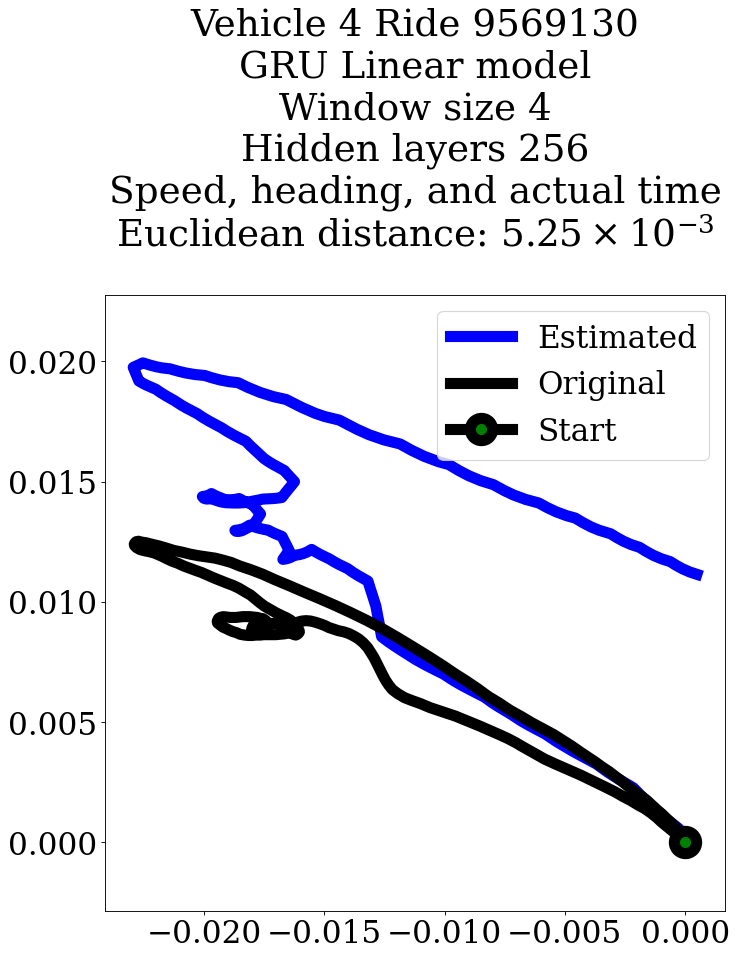 Vehicle 4 Ride 9569130
GRU Linear model
Window size 4
Hidden layers 256
Speed, heading, and actual time
Euclidean distance: 5.25 × 10⁻³
Estimated
Original
Start
0.020
0.015
0.010
0.005
0.000
−0.020 −0.015 −0.010 −0.005 0.000